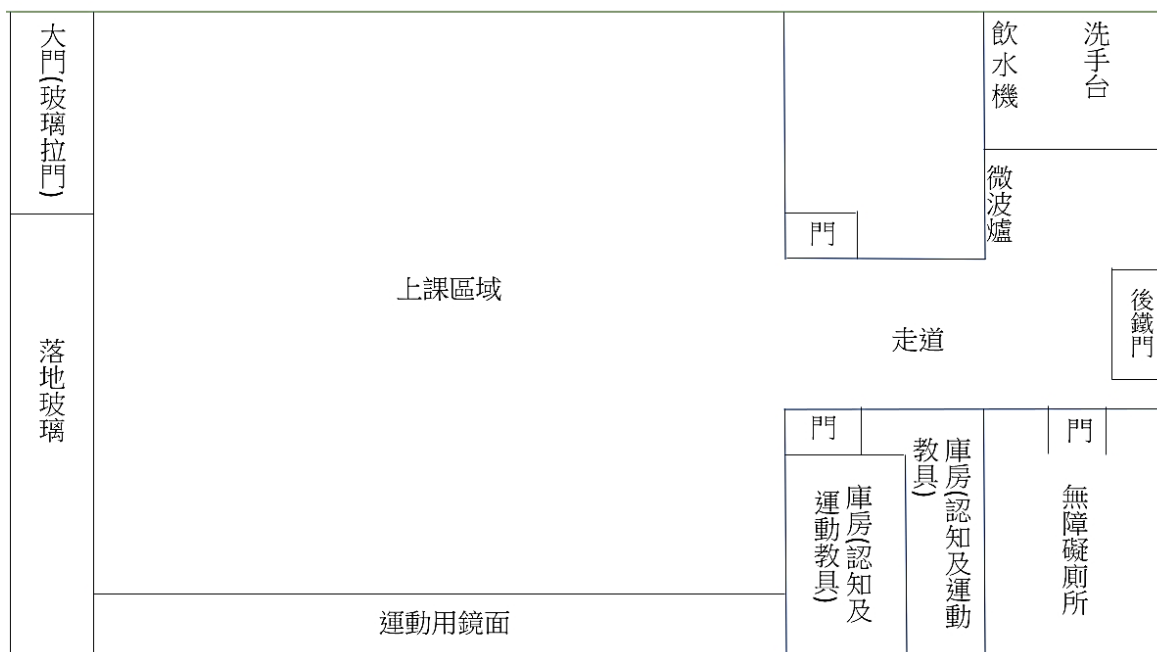 大門(玻璃拉門)
落地玻璃
上課區域
運動用鏡面
門
飲水機
洗手台
微波爐
走道
後鐵門
門
庫房(認知及
運動教具)
庫房(認知及運動
教具)
門
無障礙廁所